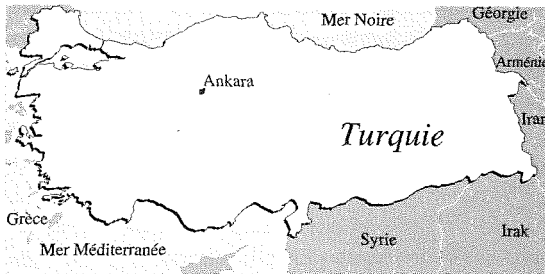 Mer Noire
Géorgie
Arménie
Ankara
Iran
Turquie
Grèce
Syrie
Irak
Mer Méditerranée